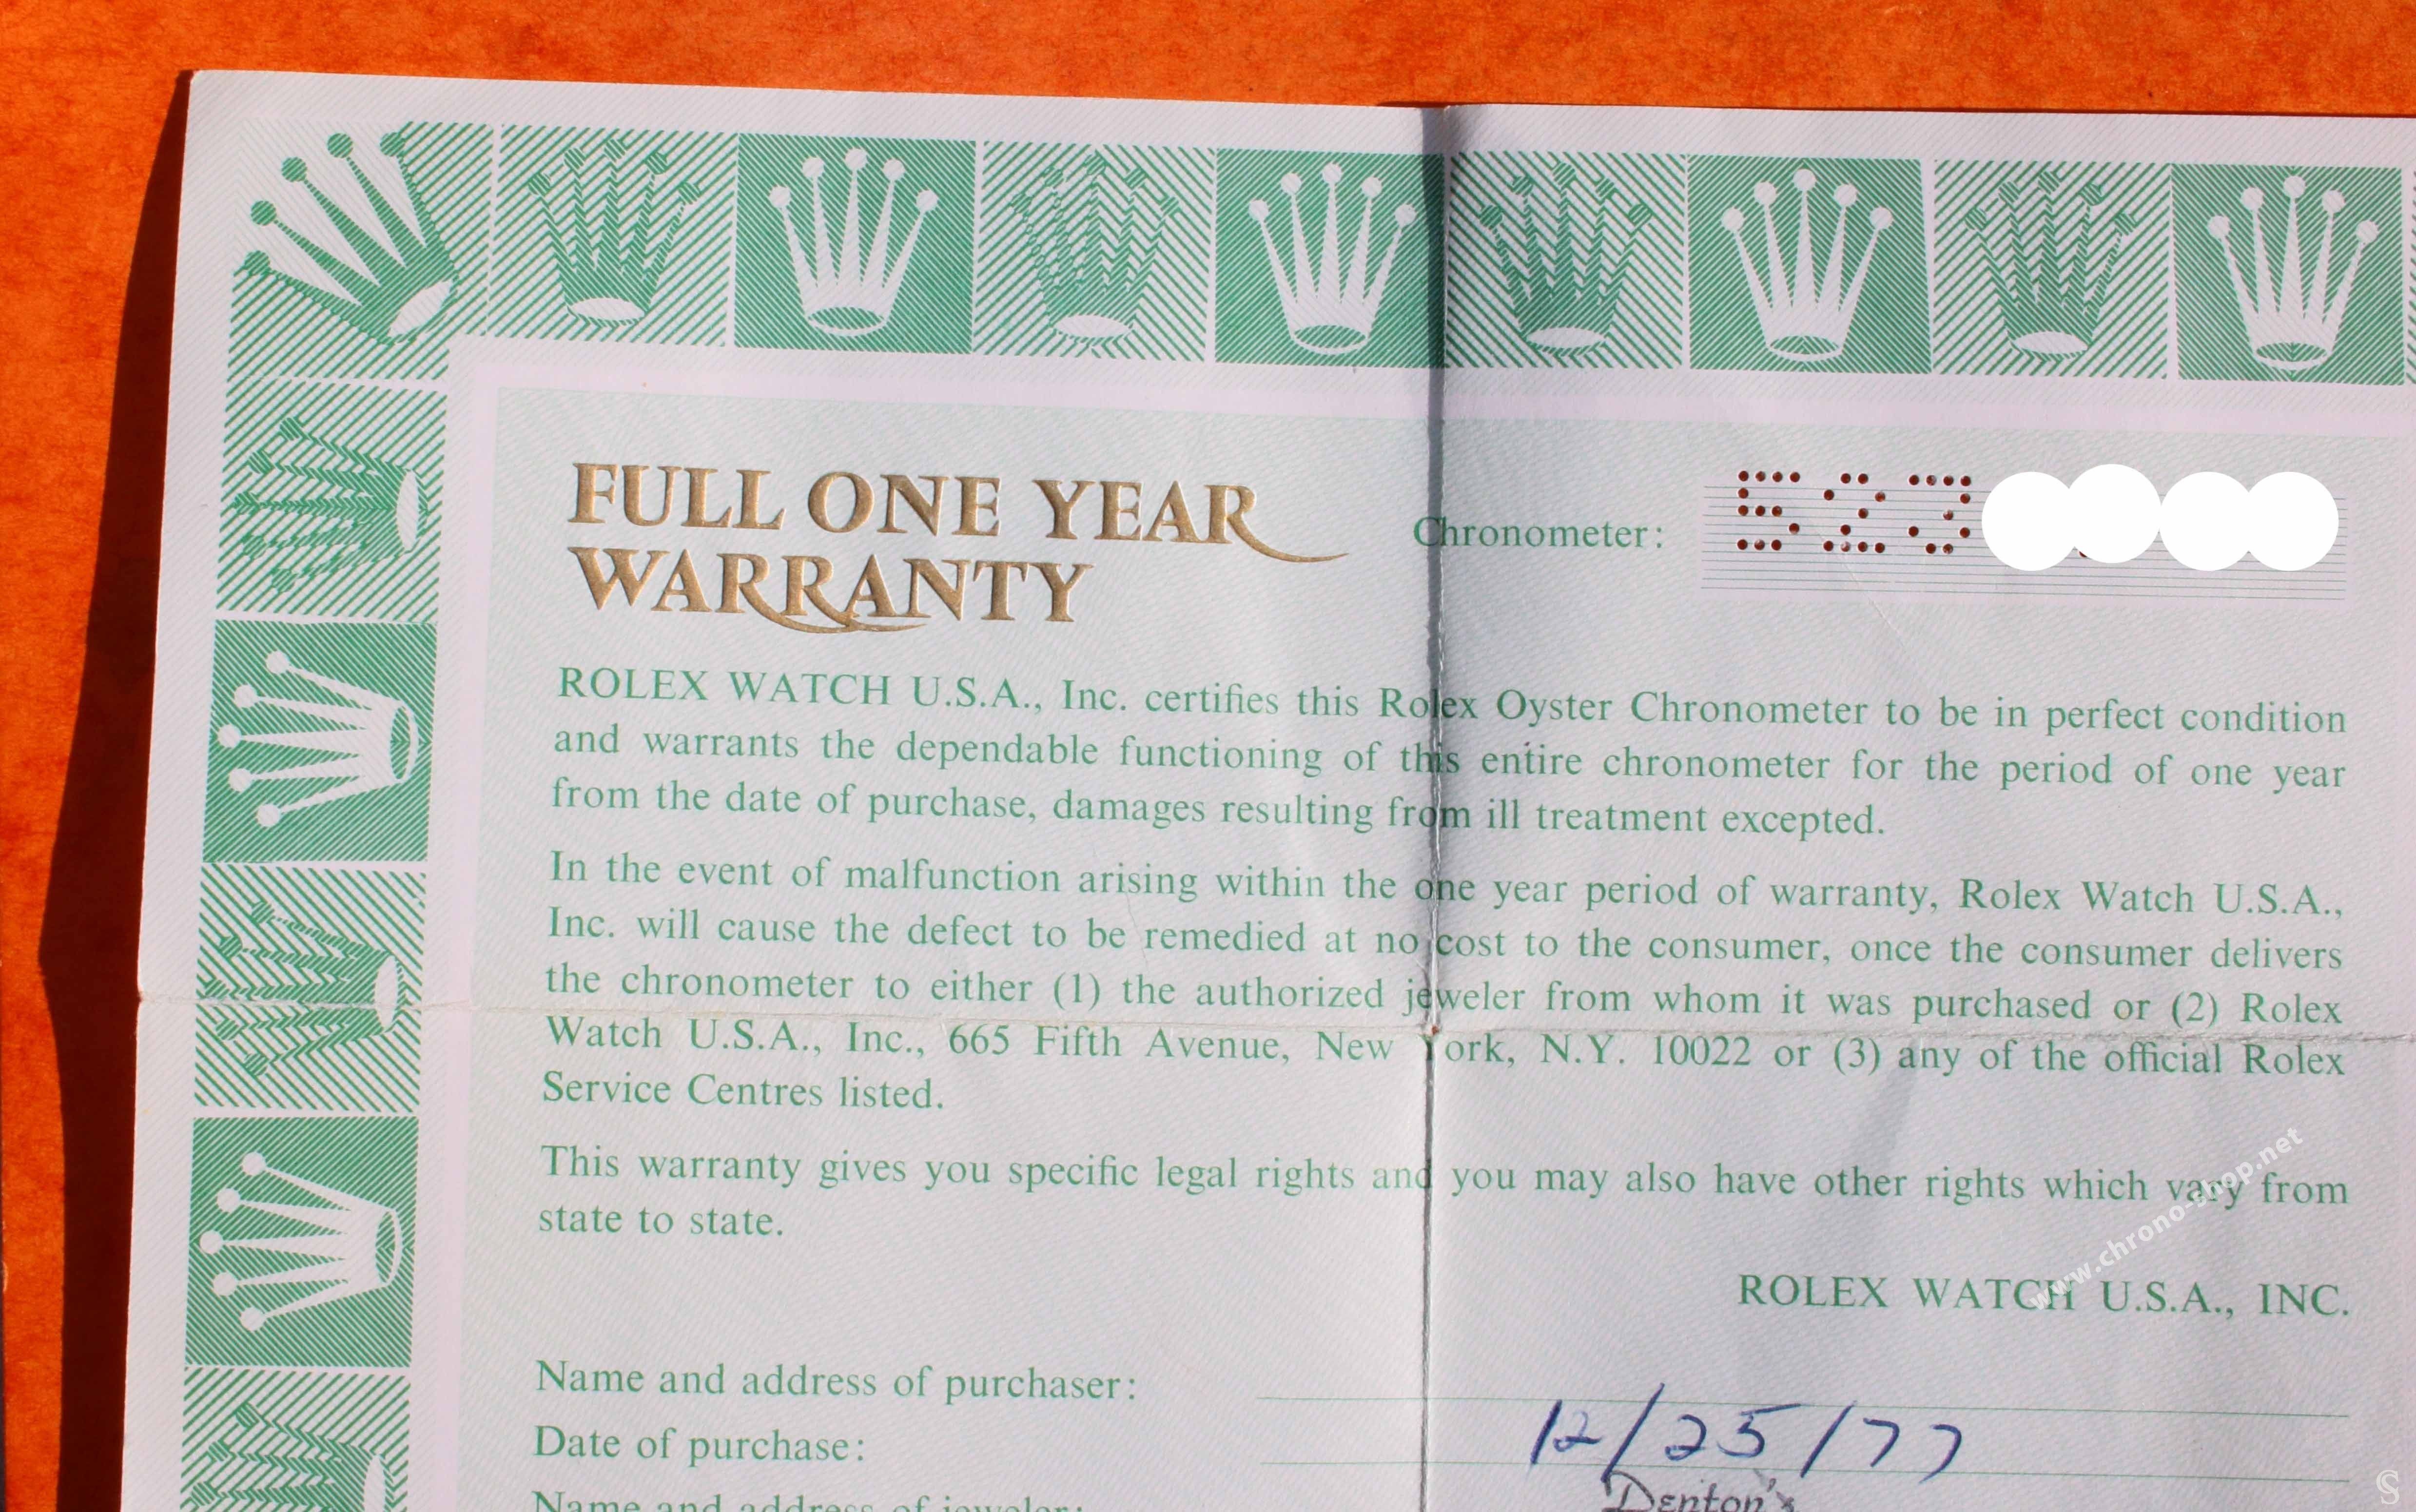 FULL ONE YEAR
WARRANTY
Chronometer: 523
ROLEX WATCH U.S.A., Inc. certifies this Rolex Oyster Chronometer to be in perfect condition
and warrants the dependable functioning of this entire chronometer for the period of one year
from the date of purchase, damages resulting from ill treatment excepted.
In the event of malfunction arising within the one year period of warranty, Rolex Watch U.S.A.,
Inc. will cause the defect to be remedied at no cost to the consumer, once the consumer delivers
the chronometer to either (1) the authorized jeweler from whom it was purchased or (2) Rolex
Watch U.S.A., Inc., 665 Fifth Avenue, New York, N.Y. 10022 or (3) any of the official Rolex
Service Centres listed.
This warranty gives you specific legal rights and you may also have other rights which vary from
state to state.
www.chrono-shop.net
ROLEX WATCH U.S.A., INC.
Name and address of purchaser:
Date of purchase: 12/25/77
Name and address of jeweler: Denton's